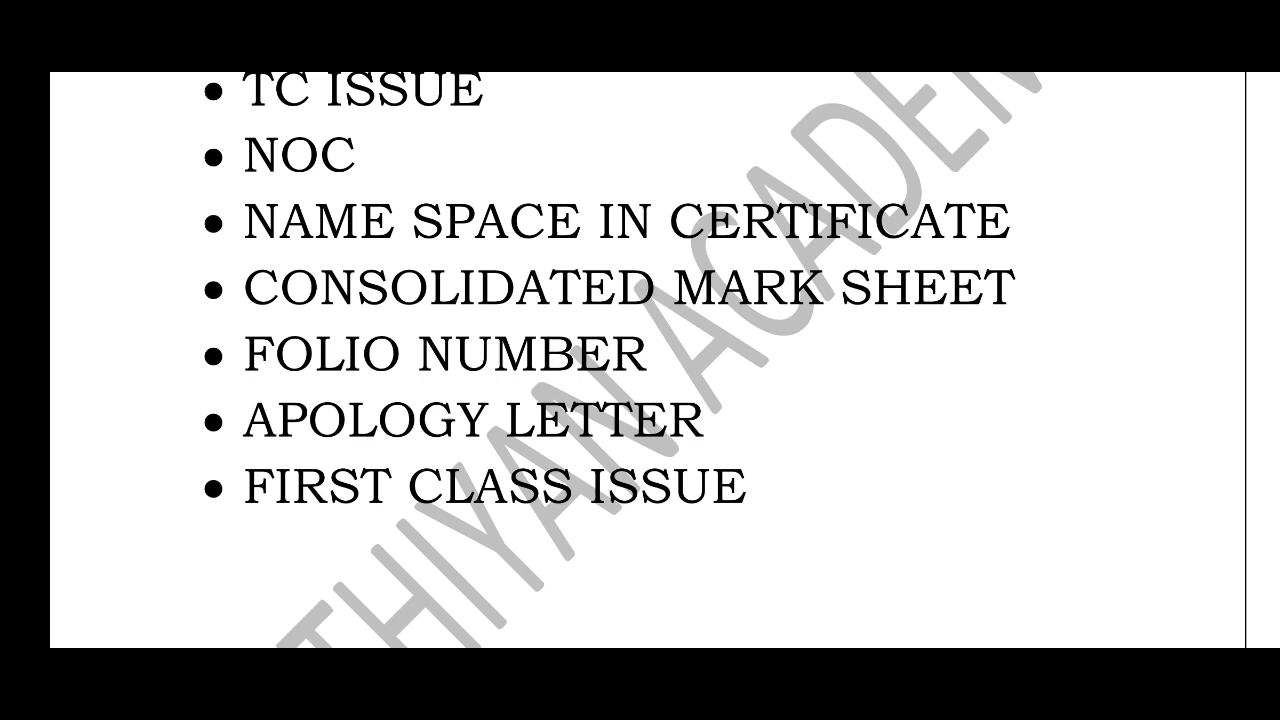 • TC ISSUE
• NOC
• NAME SPACE IN CERTIFICATE
• CONSOLIDATED MARK SHEET
• FOLIO NUMBER
• APOLOGY LETTER
• FIRST CLASS ISSUE